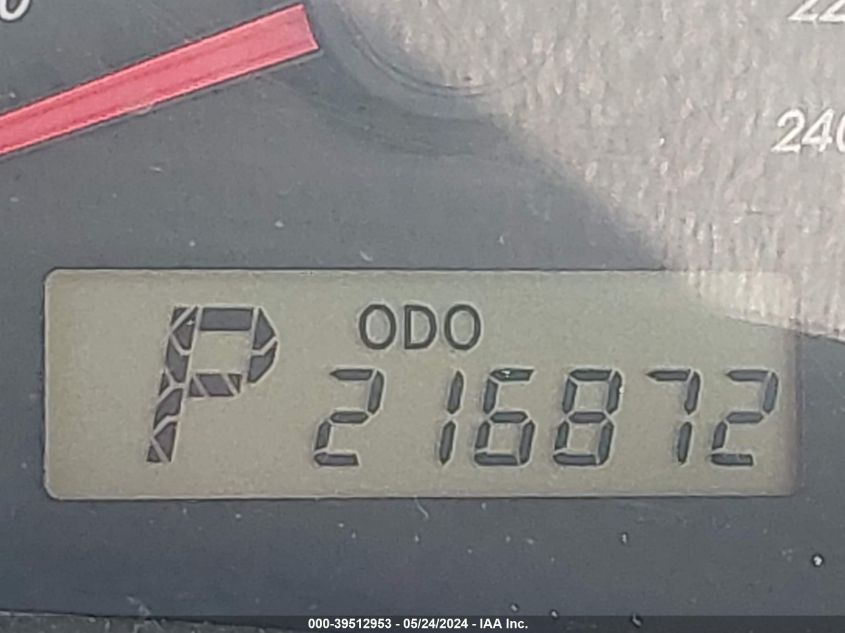 240
P
ODO
216872
000-39512953 - 05/24/2024 - IAA Inc.